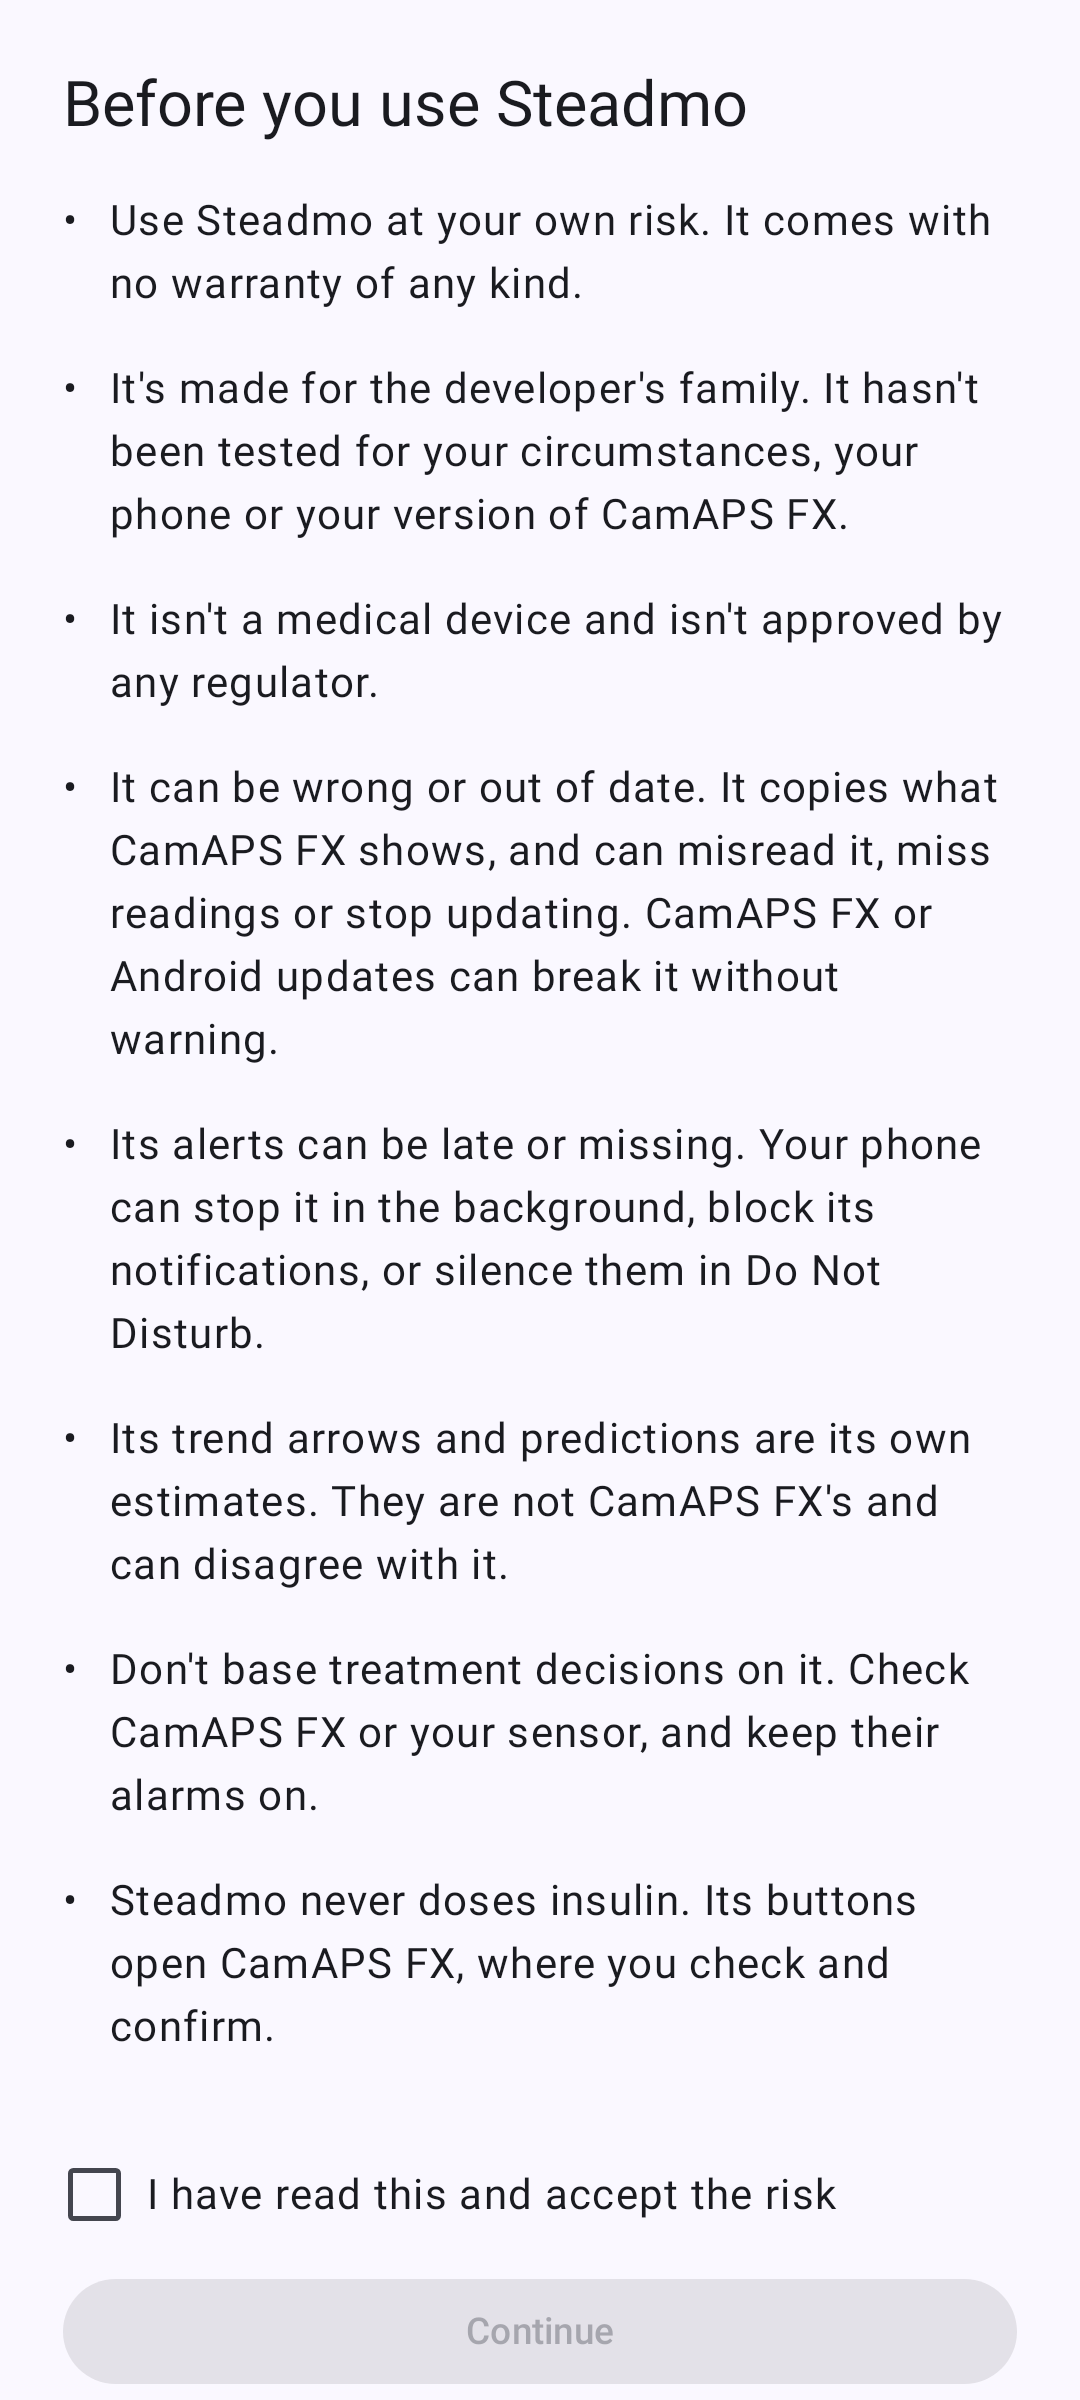 Before you use Steadmo
• Use Steadmo at your own risk. It comes with
no warranty of any kind.
• It's made for the developer's family. It hasn't
been tested for your circumstances, your
phone or your version of CamAPS FX.
• It isn't a medical device and isn't approved by
any regulator.
• It can be wrong or out of date. It copies what
CamAPS FX shows, and can misread it, miss
readings or stop updating. CamAPS FX or
Android updates can break it without
warning.
• Its alerts can be late or missing. Your phone
can stop it in the background, block its
notifications, or silence them in Do Not
Disturb.
• Its trend arrows and predictions are its own
estimates. They are not CamAPS FX's and
can disagree with it.
• Don't base treatment decisions on it. Check
CamAPS FX or your sensor, and keep their
alarms on.
• Steadmo never doses insulin. Its buttons
open CamAPS FX, where you check and
confirm.
I have read this and accept the risk
Continue